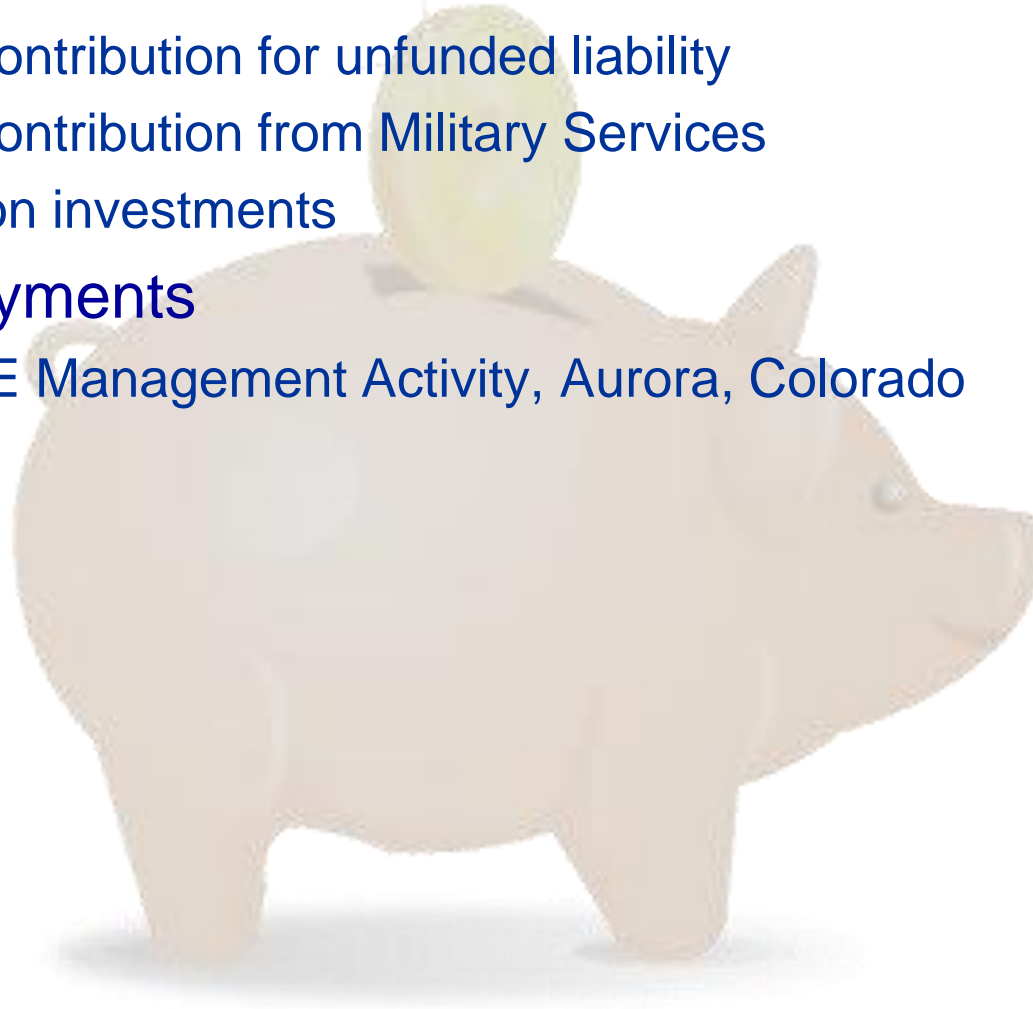 ontribution for unfunded liability
ontribution from Military Services
on investments
yments
E Management Activity, Aurora, Colorado